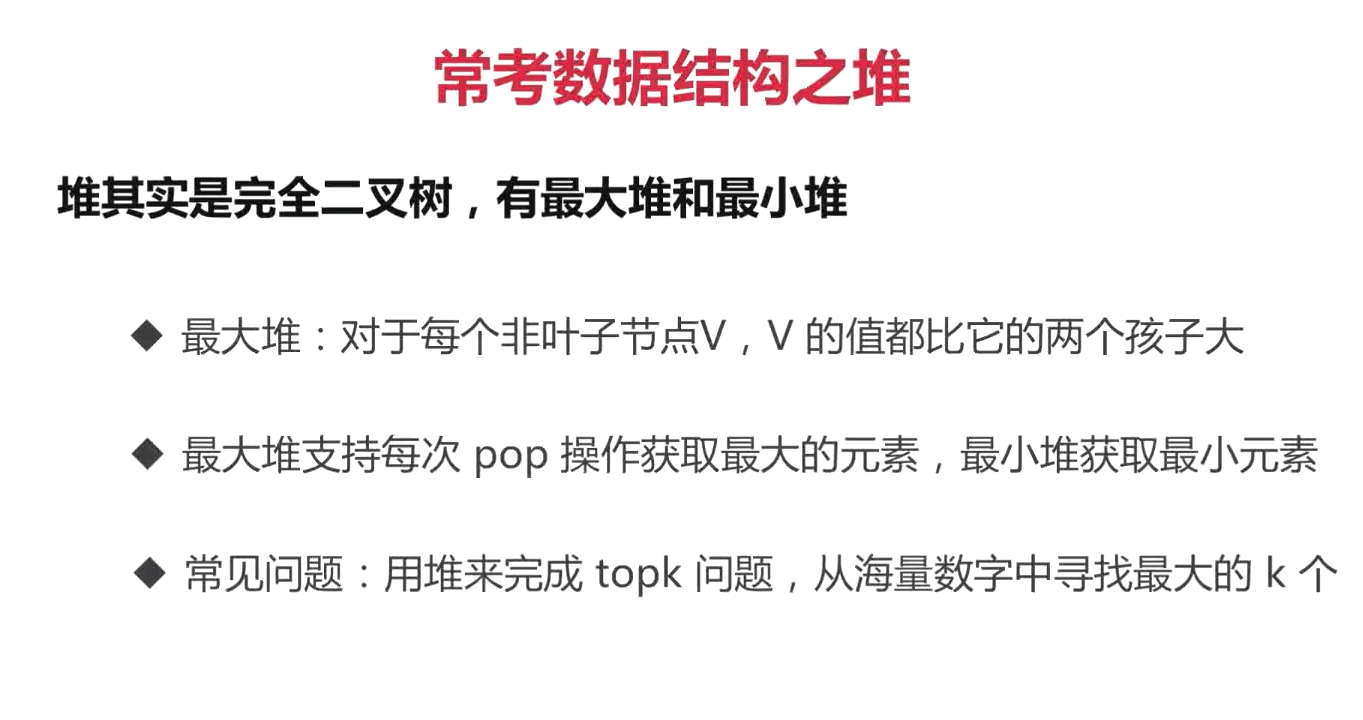 常考数据结构之堆
堆其实是完全二叉树，有最大堆和最小堆
◆ 最大堆：对于每个非叶子节点V，V 的值都比它的两个孩子大
◆ 最大堆支持每次 pop 操作获取最大的元素，最小堆获取最小元素
◆ 常见问题：用堆来完成 topk 问题，从海量数字中寻找最大的 k 个